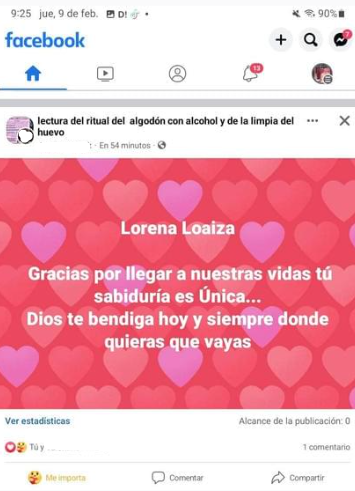 9:25 jue, 9 de feb. D!
90%
facebook
7
13
lectura del ritual del algodón con alcohol y de la limpia del
huevo
En 54 minutos
Lorena Loaiza
Gracias por llegar a nuestras vidas tú
sabiduría es Única...
Dios te bendiga hoy y siempre donde
quieras que vayas
Ver estadísticas
Alcance de la publicación: 0
Tú y
1 comentario
Me importa
Comentar
Compartir